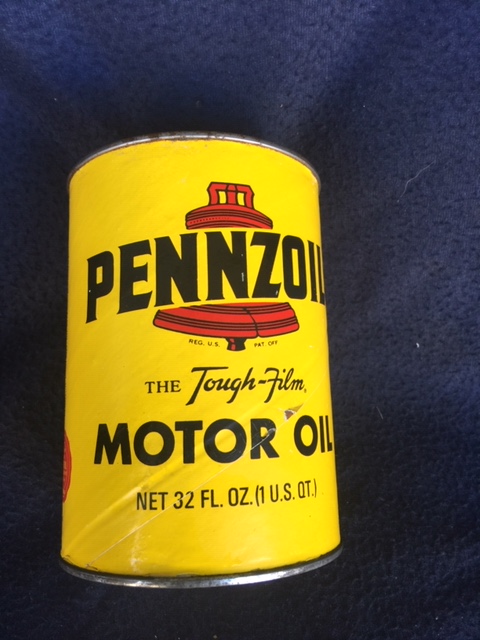 PENNZOIL
REG. U.S. PAT OFF
THE Tough-Film
MOTOR OIL
NET 32 FL. OZ. (1 U.S. QT.)